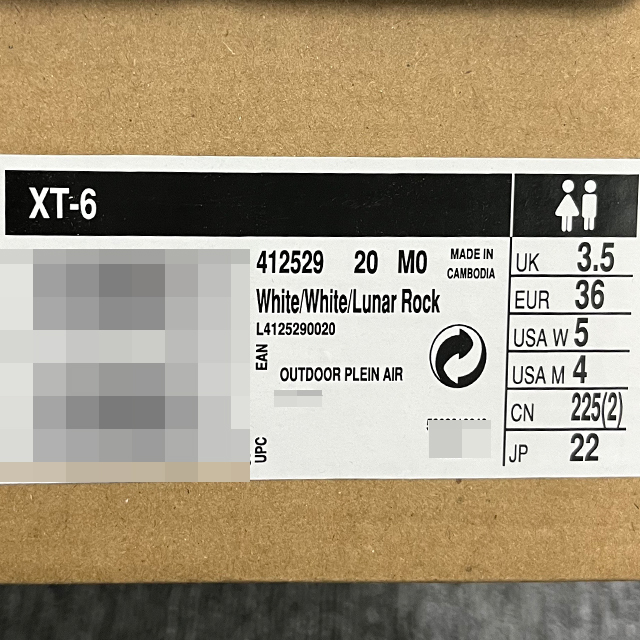 XT-6
412529 20 M0 MADE IN CAMBODIA
White/White/Lunar Rock
L4125290020
EAN
OUTDOOR PLEIN AIR
UPC
UK 3.5
EUR 36
USA W 5
USA M 4
CN 225(2)
JP 22